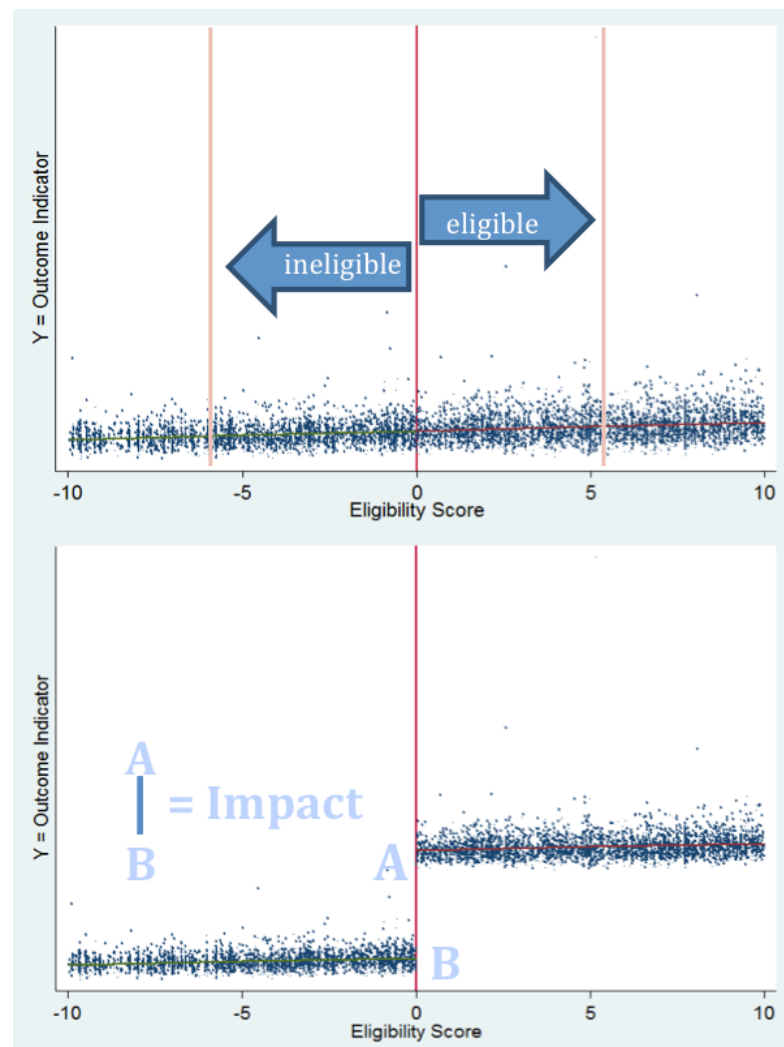 Y = Outcome Indicator
eligible
ineligible
-10 -5 0 5 10
Eligibility Score
Y = Outcome Indicator
A
= Impact
B
A
B
-10 -5 0 5 10
Eligibility Score